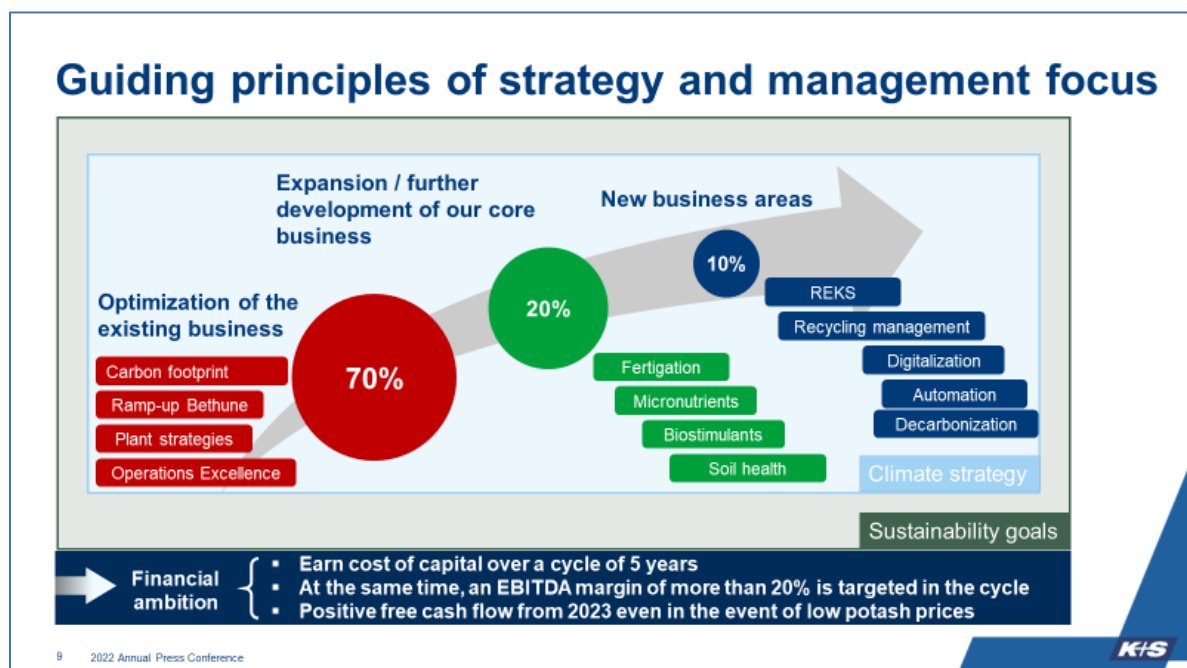 Guiding principles of strategy and management focus
Expansion / further
development of our core
business
New business areas
10%
20%
REKS
Optimization of the
existing business
Recycling management
70%
Digitalization
Carbon footprint
Fertigation
Automation
Ramp-up Bethune
Micronutrients
Decarbonization
Plant strategies
Biostimulants
Operations Excellence
Soil health
Climate strategy
Sustainability goals
Financial
ambition
▪ Earn cost of capital over a cycle of 5 years
▪ At the same time, an EBITDA margin of more than 20% is targeted in the cycle
▪ Positive free cash flow from 2023 even in the event of low potash prices
9 2022 Annual Press Conference
K+S